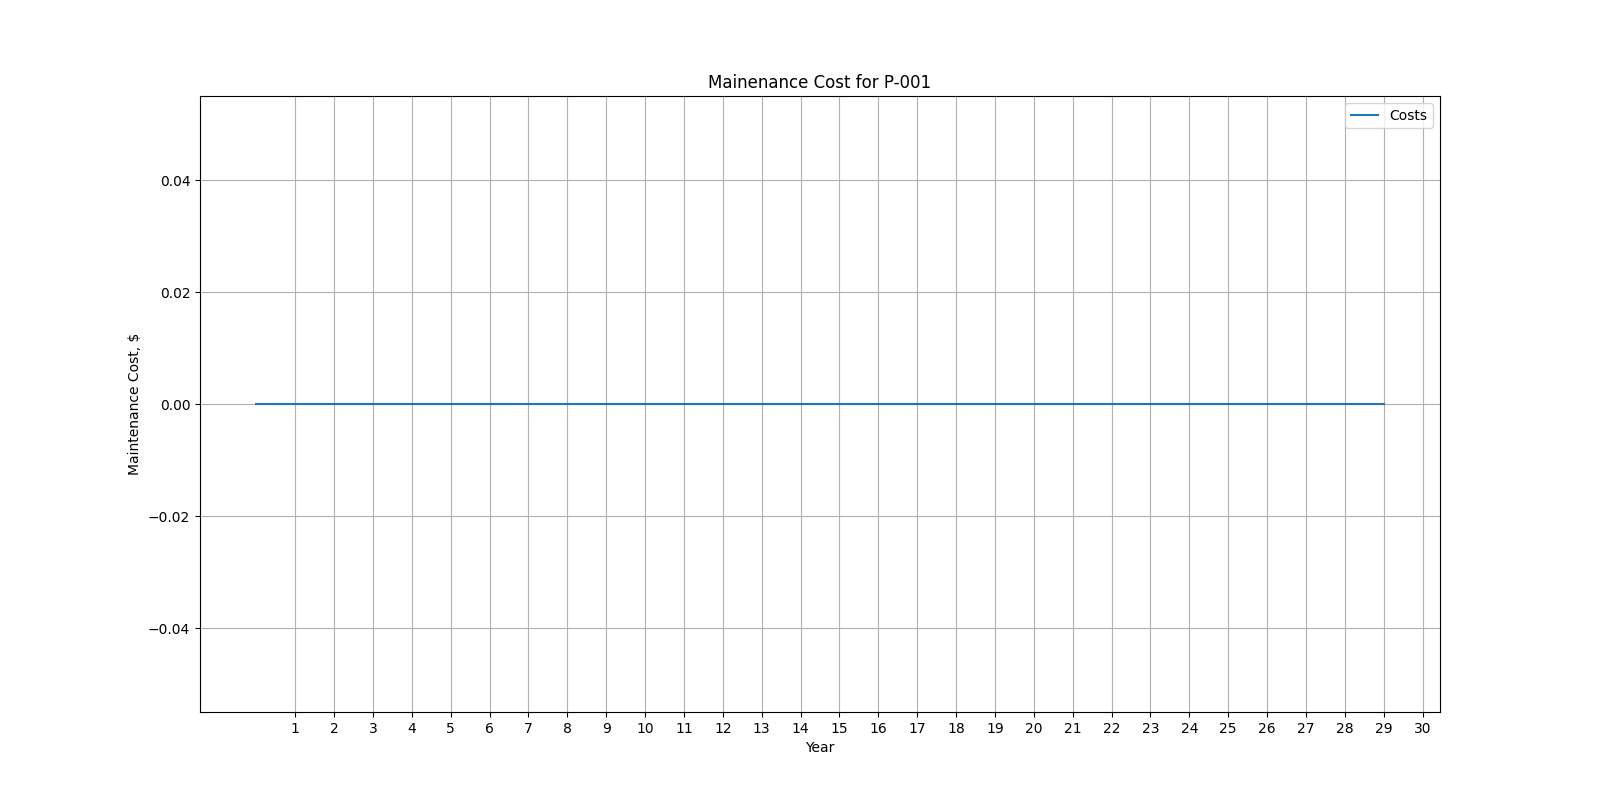 Mainenance Cost for P-001
Costs
0.04
0.02
0.00
−0.02
−0.04
Maintenance Cost, $
1 2 3 4 5 6 7 8 9 10 11 12 13 14 15 16 17 18 19 20 21 22 23 24 25 26 27 28 29 30
Year